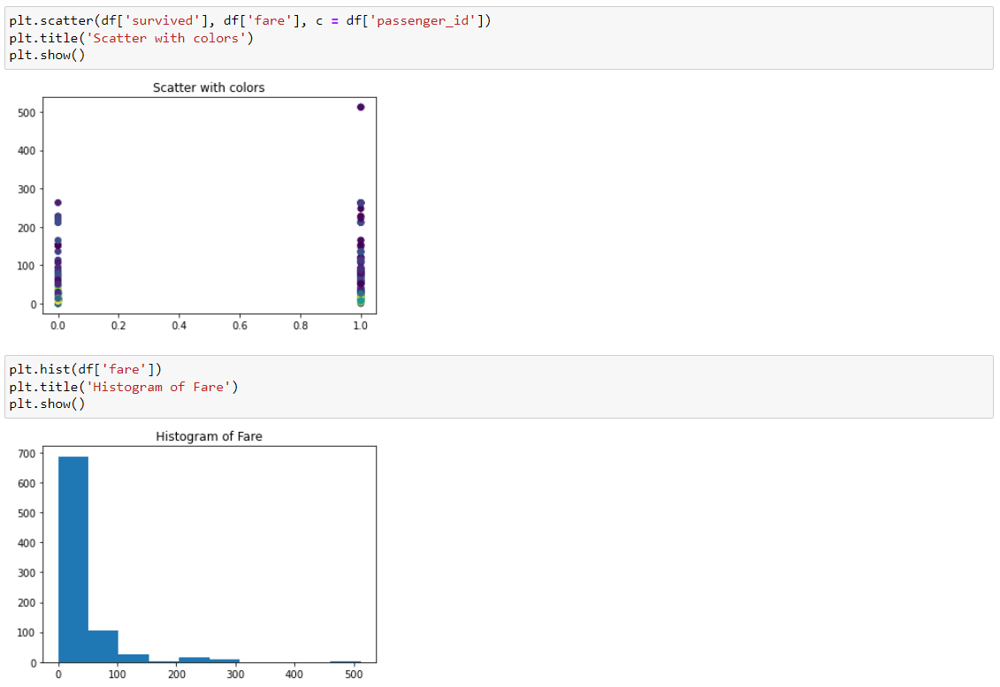 plt.scatter(df['survived'], df['fare'], c = df['passenger_id'])
plt.title('Scatter with colors')
plt.show()
Scatter with colors
500
400
300
200
100
0
0.0 0.2 0.4 0.6 0.8 1.0
plt.hist(df['fare'])
plt.title('Histogram of Fare')
plt.show()
Histogram of Fare
700
600
500
400
300
200
100
0
0 100 200 300 400 500